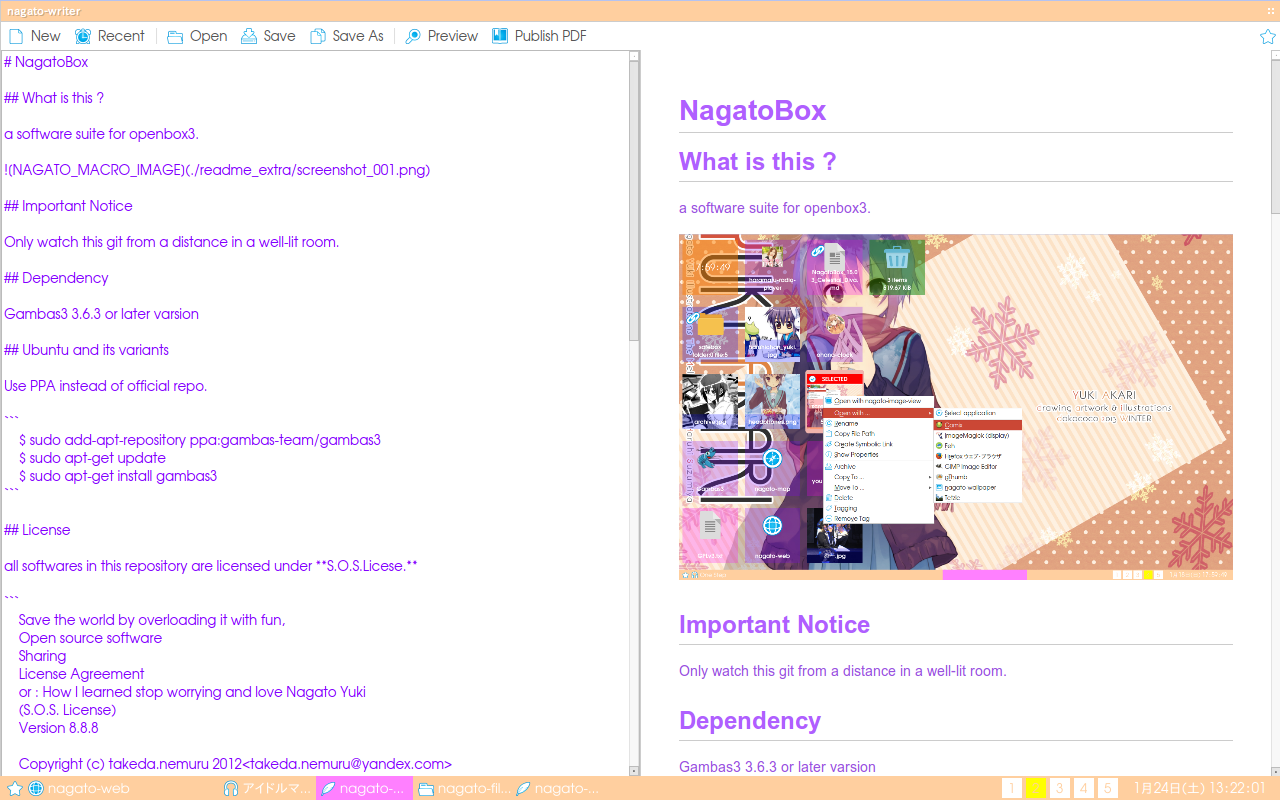 nagato-writer
New Recent Open Save Save As Preview Publish PDF
# NagatoBox
## What is this ?
a software suite for openbox3.
![NAGATO_MACRO_IMAGE](./readme_extra/screenshot_001.png)
## Important Notice
Only watch this git from a distance in a well-lit room.
## Dependency
Gambas3 3.6.3 or later varsion
## Ubuntu and its variants
Use PPA instead of official repo.
```
$ sudo add-apt-repository ppa:gambas-team/gambas3
$ sudo apt-get update
$ sudo apt-get install gambas3
```
## License
all softwares in this repository are licensed under **S.O.S.Licese.**
```
Save the world by overloading it with fun,
Open source software
Sharing
License Agreement
or : How I learned stop worrying and love Nagato Yuki
(S.O.S. License)
Version 8.8.8
Copyright (c) takeda.nemuru 2012<takeda.nemuru@yandex.com>
NagatoBox
What is this ?
a software suite for openbox3.
3 items
SELECTED
Open with nagato-image-view
Open with ...
Rename
Copy File Path
Create Symbolic Link
Show Properties
Archive
Copy To ...
Move To ...
Delete
Tagging
Remove Tag
Select application
ImageMagick (display)
Firefox ウェブ・ブラウザ
GIMP Image Editor
gThumb
nagato wallpaper
nagato-map
nagato-web
YUKI AKARI
crowling artwork & illustrations
cakococo 2013 WINTER
Important Notice
Only watch this git from a distance in a well-lit room.
Dependency
Gambas3 3.6.3 or later varsion
nagato-web アイドルマ... nagato-... nagato-fil... nagato-... 1 2 3 4 5 1月24日(土) 13:22:01